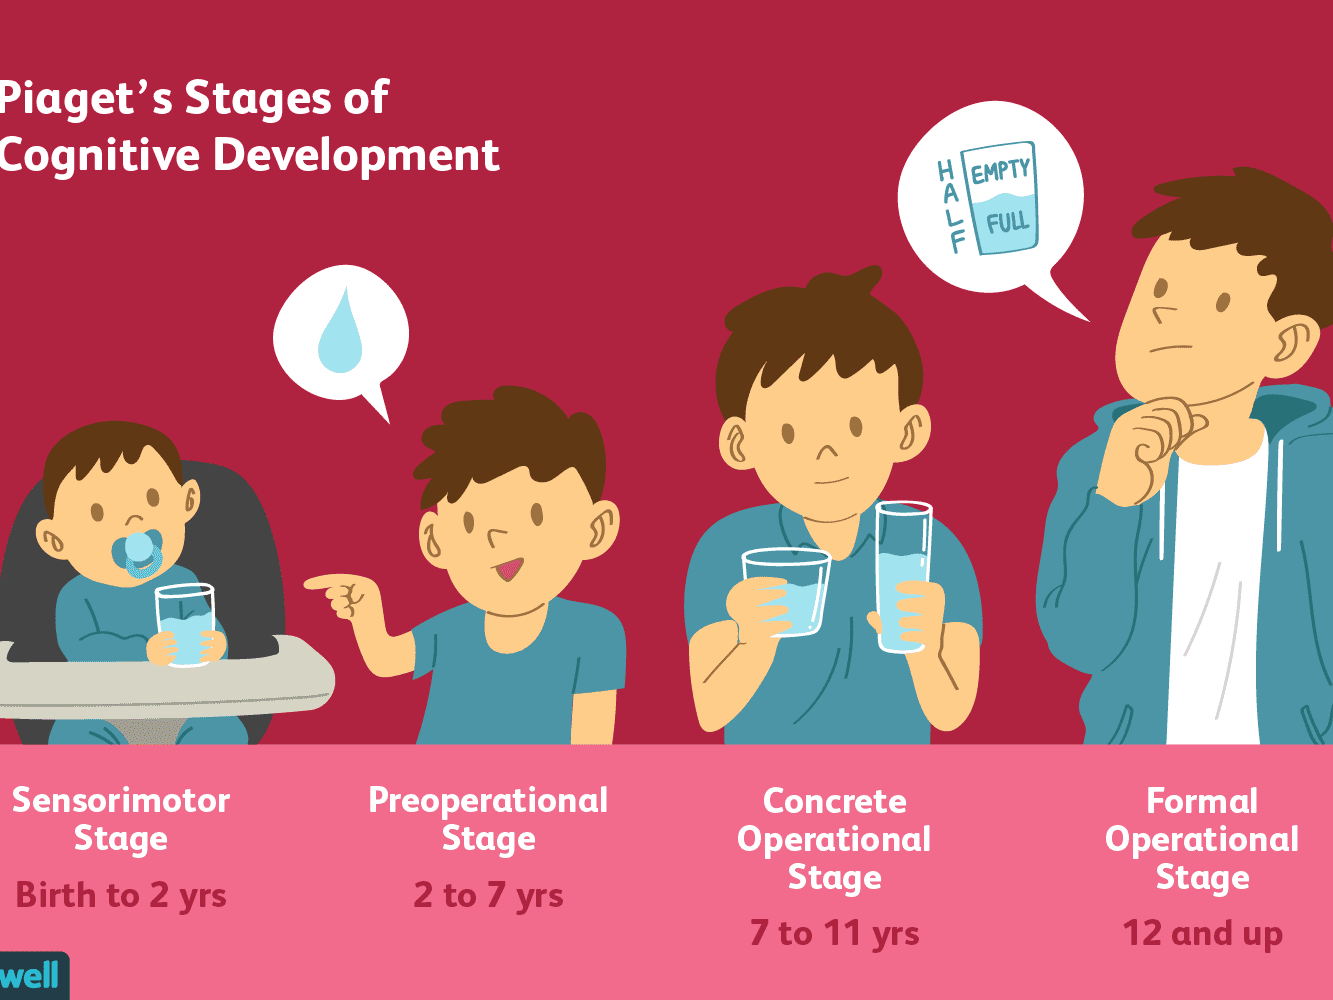 Piaget's Stages of
Cognitive Development
HALF
EMPTY
FULL
Sensorimotor
Stage
Birth to 2 yrs
Preoperational
Stage
2 to 7 yrs
Concrete
Operational
Stage
7 to 11 yrs
Formal
Operational
Stage
12 and up
well